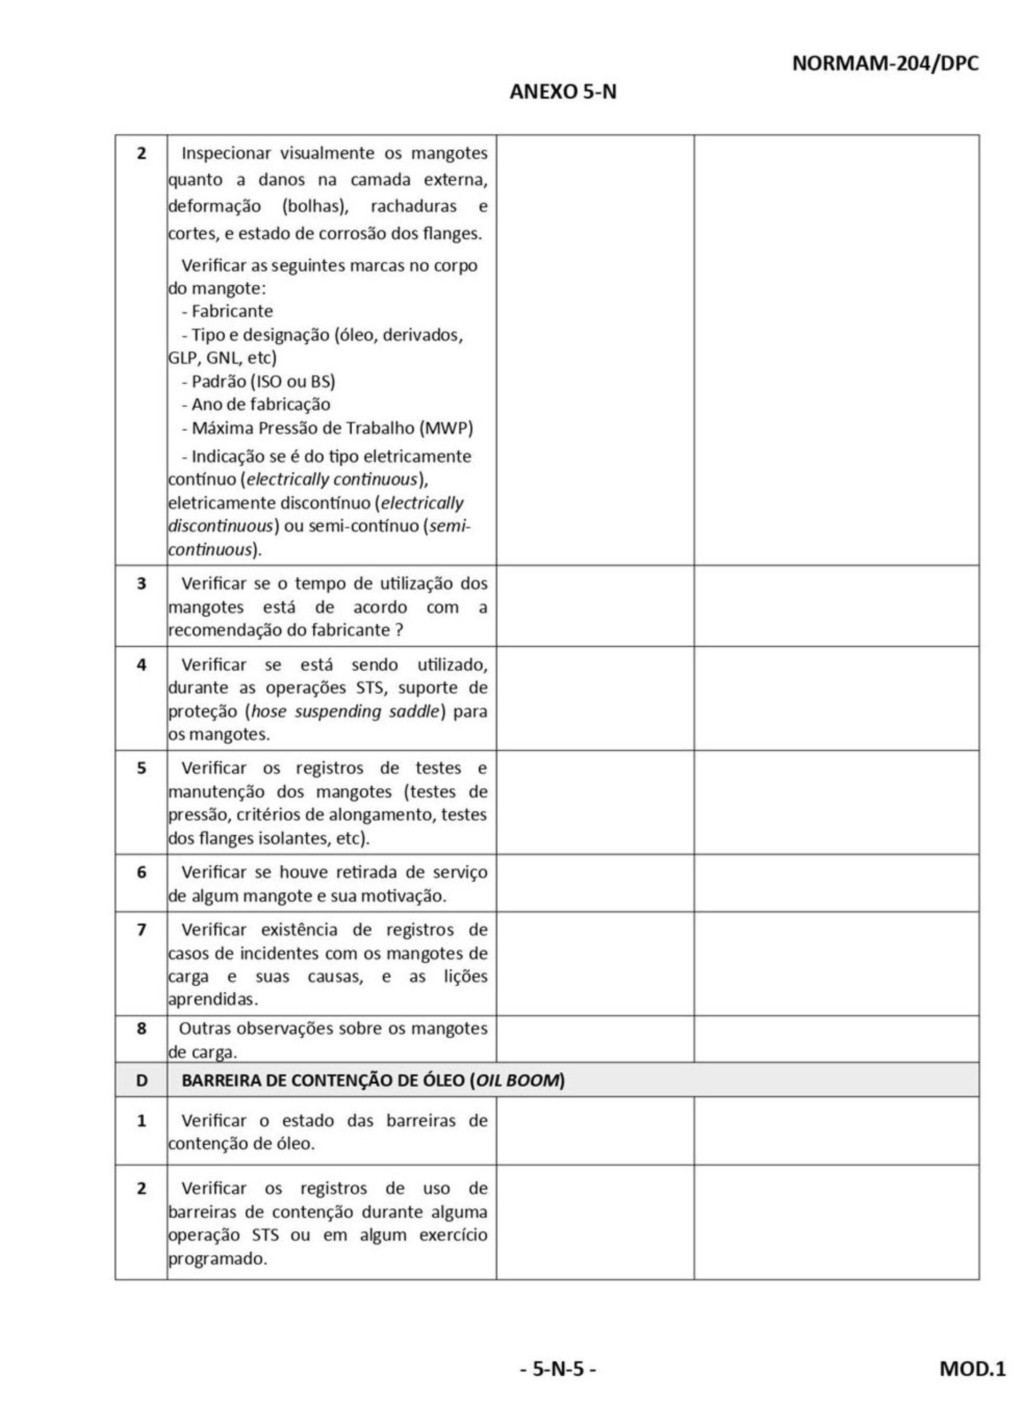 NORMAM-204/DPC
ANEXO 5-N
2 Inspecionar visualmente os mangotes
quanto a danos na camada externa,
deformação (bolhas), rachaduras e
cortes, e estado de corrosão dos flanges.
Verificar as seguintes marcas no corpo
do mangote:
- Fabricante
- Tipo e designação (óleo, derivados,
GLP, GNL, etc)
- Padrão (ISO ou BS)
- Ano de fabricação
- Máxima Pressão de Trabalho (MWP)
- Indicação se é do tipo eletricamente
contínuo (electrically continuous),
eletricamente discontínuo (electrically
discontinuous) ou semi-contínuo (semi-
continuous).
3 Verificar se o tempo de utilização dos
mangotes está de acordo com a
recomendação do fabricante ?
4 Verificar se está sendo utilizado,
durante as operações STS, suporte de
proteção (hose suspending saddle) para
os mangotes.
5 Verificar os registros de testes e
manutenção dos mangotes (testes de
pressão, critérios de alongamento, testes
dos flanges isolantes, etc).
6 Verificar se houve retirada de serviço
de algum mangote e sua motivação.
7 Verificar existência de registros de
casos de incidentes com os mangotes de
carga e suas causas, e as lições
aprendidas.
8 Outras observações sobre os mangotes
de carga.
D BARREIRA DE CONTENÇÃO DE ÓLEO (OIL BOOM)
1 Verificar o estado das barreiras de
contenção de óleo.
2 Verificar os registros de uso de
barreiras de contenção durante alguma
operação STS ou em algum exercício
programado.
- 5-N-5 -
MOD.1